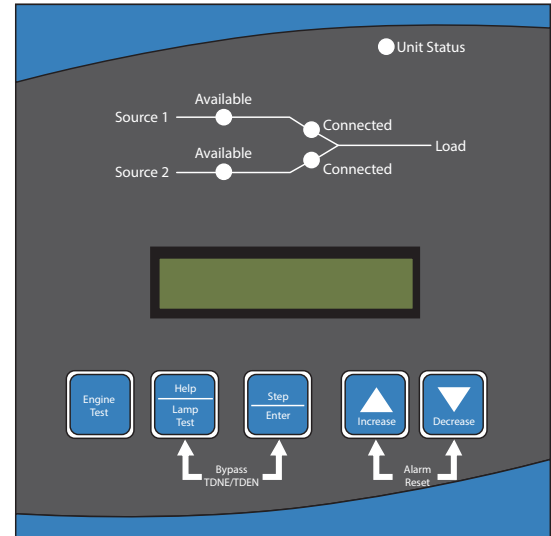 Unit Status
Available
Source 1
Connected
Load
Available
Source 2
Connected
Engine
Test
Help
Lamp
Test
Step
Enter
Increase
Decrease
Bypass
TDNE/TDEN
Alarm
Reset